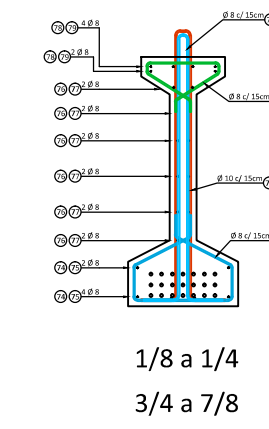 78 79 4 Ø 8
Ø 8 c/ 15cm
78 79 2 Ø 8
76 77 2 Ø 8
Ø 8 c/ 15cm
76 77 2 Ø 8
76 77 2 Ø 8
76 77 2 Ø 8
Ø 10 c/ 15cm
76 77 2 Ø 8
76 77 2 Ø 8
Ø 8 c/ 15cm
74 75 2 Ø 8
74 75 4 Ø 8
1/8 a 1/4
3/4 a 7/8